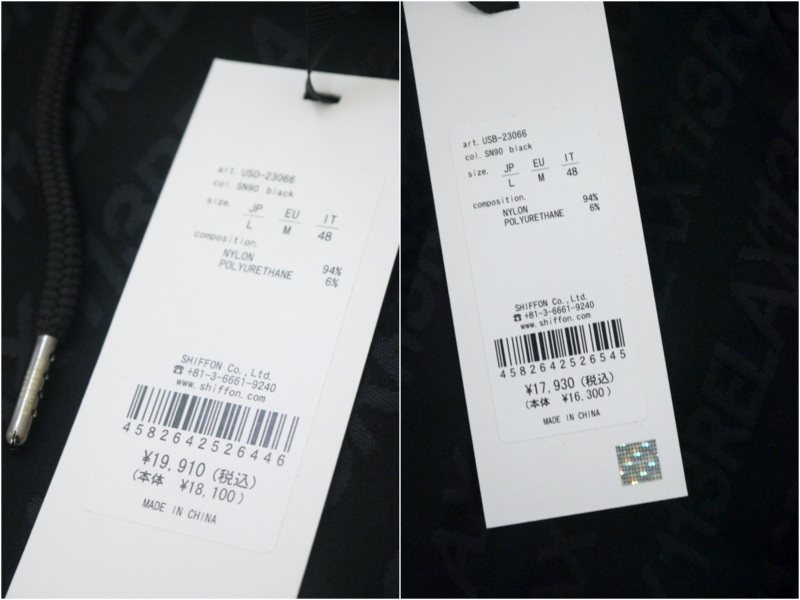 art. USO-23066
col. SN90 black
size. JP EU IT
L M 48
composition.
NYLON 94%
POLYURETHANE 6%
SHIFFON Co.,Ltd.
☎+81-3-6661-9240
www.shiffon.com
4582642526446
¥19,910(税込)
(本体 ¥18,100)
MADE IN CHINA
art. USB-23066
col. SN90 black
size. JP EU IT
L M 48
composition.
NYLON 94%
POLYURETHANE 6%
SHIFFON Co.,Ltd.
☎+81-3-6661-9240
www.shiffon.com
4582642526545
¥17,930(税込)
(本体 ¥16,300)
MADE IN CHINA